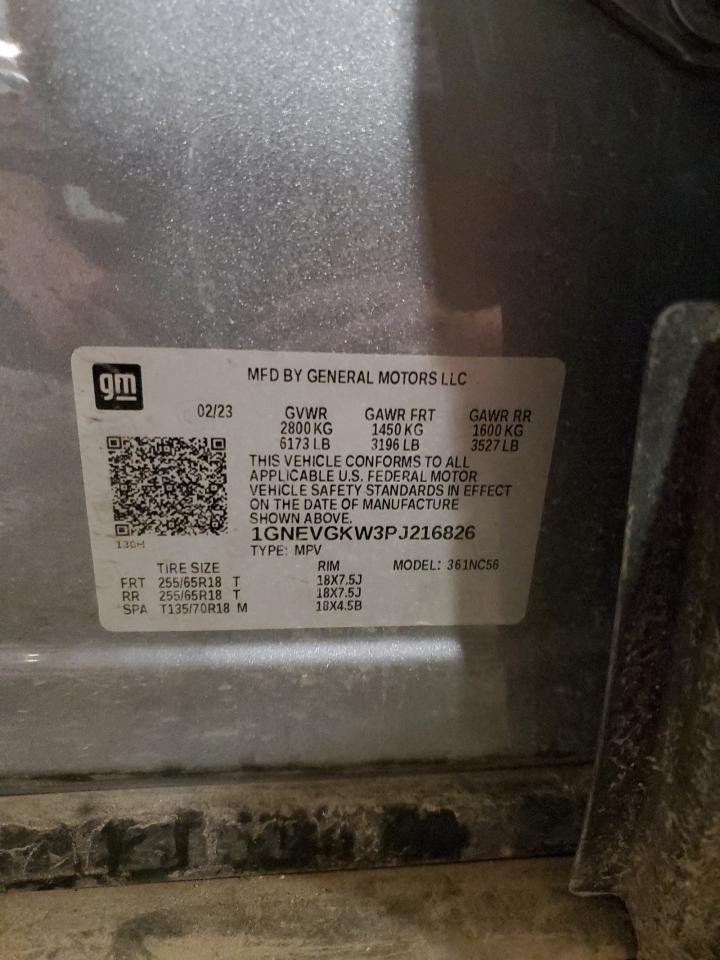 gm
MFD BY GENERAL MOTORS LLC
02/23 GVWR GAWR FRT GAWR RR
2800 KG 1450 KG 1600 KG
6173 LB 3196 LB 3527 LB
THIS VEHICLE CONFORMS TO ALL
APPLICABLE U.S. FEDERAL MOTOR
VEHICLE SAFETY STANDARDS IN EFFECT
ON THE DATE OF MANUFACTURE
SHOWN ABOVE.
1GNEVGKW3PJ216826
130H
TYPE: MPV
TIRE SIZE RIM MODEL: 361NC56
FRT 255/65R18 T 18X7.5J
RR 255/65R18 T 18X7.5J
SPA T135/70R18 M 18X4.5B